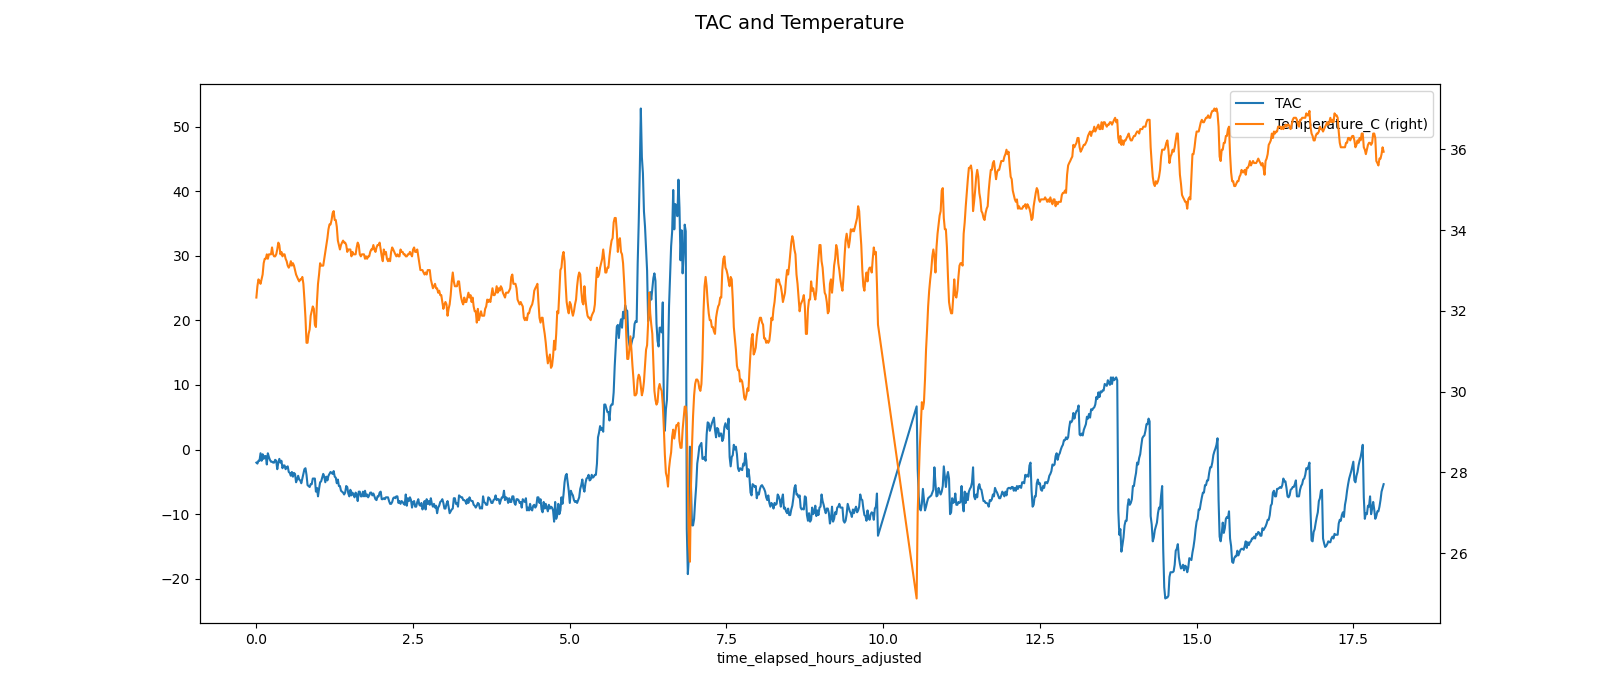 TAC and Temperature
TAC
Temperature_C (right)
50
40
30
20
10
0
−10
−20
36
34
32
30
28
26
0.0 2.5 5.0 7.5 10.0 12.5 15.0 17.5
time_elapsed_hours_adjusted